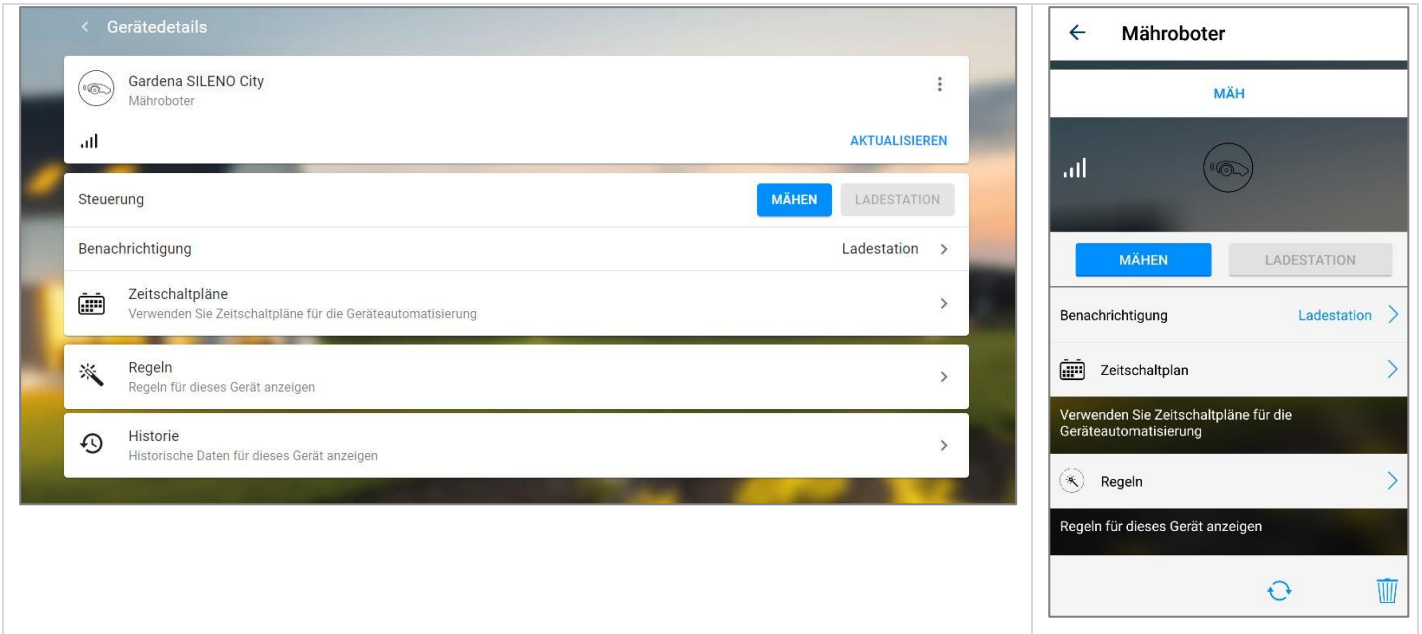 Gerätedetails
Gardena SILENO City
Mähroboter
AKTUALISIEREN
Steuerung
MÄHEN
LADESTATION
Benachrichtigung
Ladestation
Zeitschaltpläne
Verwenden Sie Zeitschaltpläne für die Geräteautomatisierung
Regeln
Regeln für dieses Gerät anzeigen
Historie
Historische Daten für dieses Gerät anzeigen
Mähroboter
MÄH
MÄHEN
LADESTATION
Benachrichtigung
Ladestation
Zeitschaltplan
Verwenden Sie Zeitschaltpläne für die
Geräteautomatisierung
Regeln
Regeln für dieses Gerät anzeigen